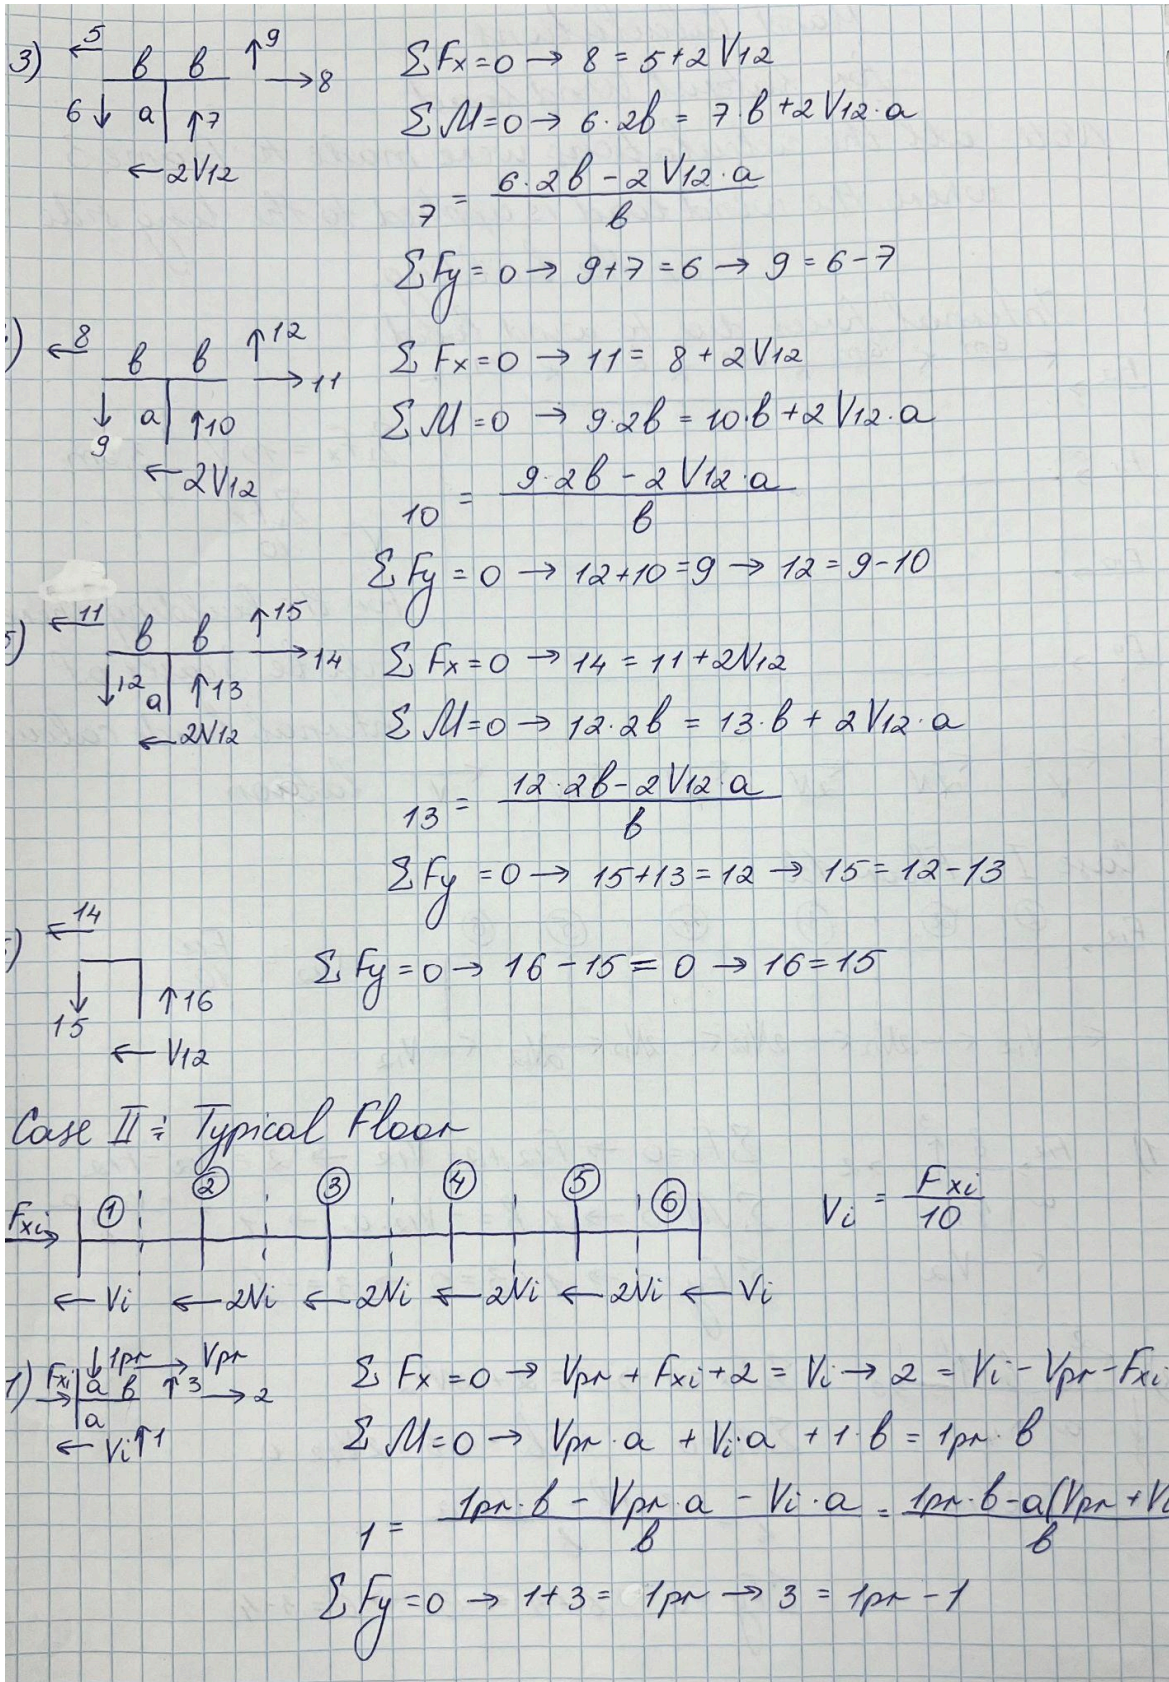 3) 5 в в 9 8
6 a 7
2V12
ΣFx=0 → 8 = 5+2V12
ΣM=0 → 6·2в = 7·в+2V12·a
7 = (6·2в - 2V12·a)/в
ΣFy=0 → 9+7=6 → 9=6-7
) 8 в в 12 11
9 a 10
2V12
ΣFx=0 → 11 = 8+2V12
ΣM=0 → 9·2в = 10·в+2V12·a
10 = (9·2в - 2V12·a)/в
ΣFy=0 → 12+10=9 → 12=9-10
5) 11 в в 15 14
12 a 13
2V12
ΣFx=0 → 14=11+2V12
ΣM=0 → 12·2в = 13·в + 2V12·a
13 = (12·2в-2V12·a)/в
ΣFy=0 → 15+13=12 → 15=12-13
) 14
15 16
V12
ΣFy=0 → 16-15=0 → 16=15
Case II: Typical Floor
Fxi ① ② ③ ④ ⑤ ⑥
Vi = Fxi/10
← Vi ← 2Vi ← 2Vi ← 2Vi ← 2Vi ← Vi
1) Fxi 1pr Vpr
a в 3 2
a
Vi 1
ΣFx=0 → Vpr+Fxi+2=Vi → 2 = Vi-Vpr-Fxi
ΣM=0 → Vpr·a + Vi·a + 1·в = 1pr·в
1 = (1pr·в - Vpr·a - Vi·a)/в = 1pr·в-a(Vpr+Vi/в
ΣFy=0 → 1+3 = 1pr → 3 = 1pr-1